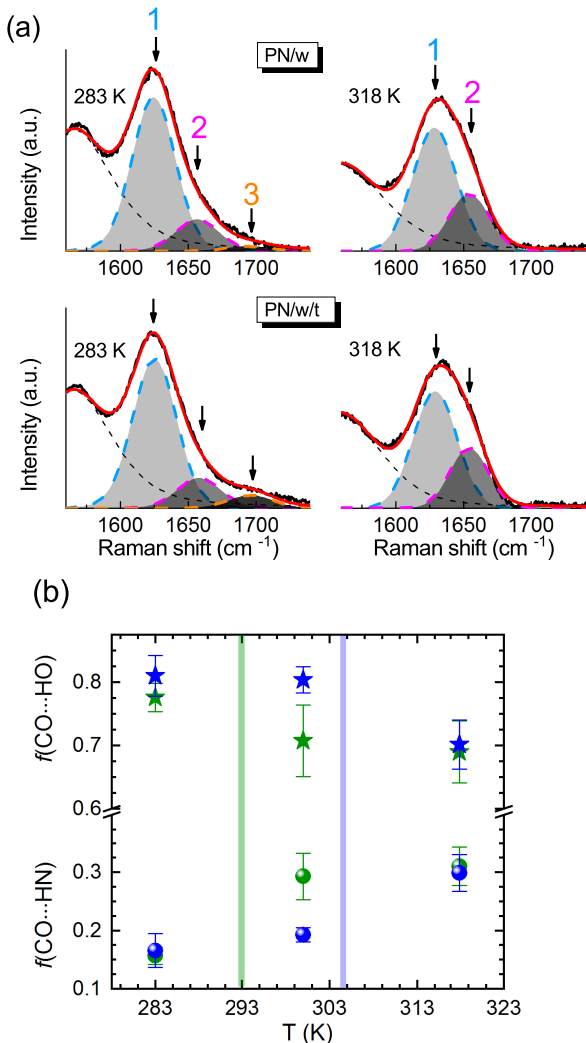 (a)
PN/w
283 K
1
2
3
318 K
1
2
Intensity (a.u.)
1600 1650 1700
1600 1650 1700
PN/w/t
283 K
318 K
Intensity (a.u.)
1600 1650 1700
1600 1650 1700
Raman shift (cm -1)
Raman shift (cm -1)
(b)
f(CO···HO)
0.8
0.7
0.6
f(CO···HN)
0.3
0.2
0.1
283 293 303 313 323
T (K)